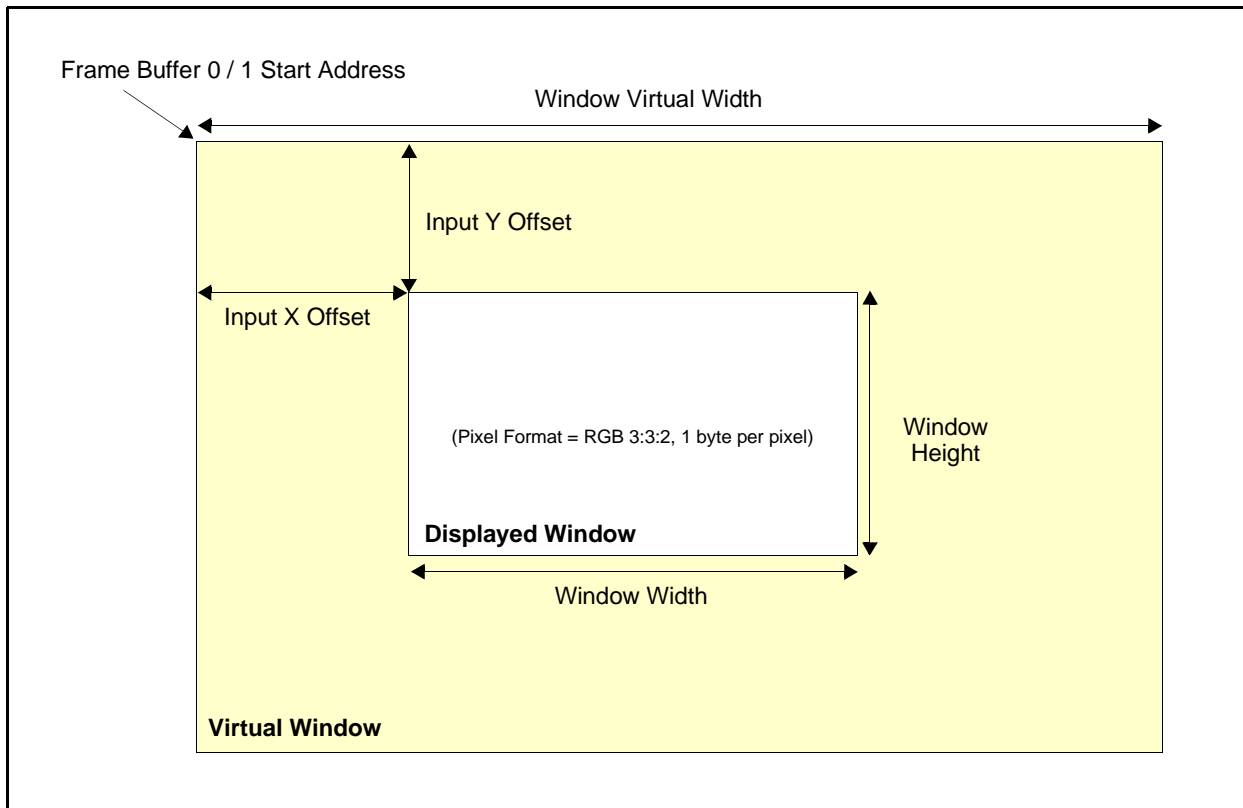 Frame Buffer 0 / 1 Start Address
Window Virtual Width
Input Y Offset
Input X Offset
(Pixel Format = RGB 3:3:2, 1 byte per pixel)
Window
Height
Displayed Window
Window Width
Virtual Window